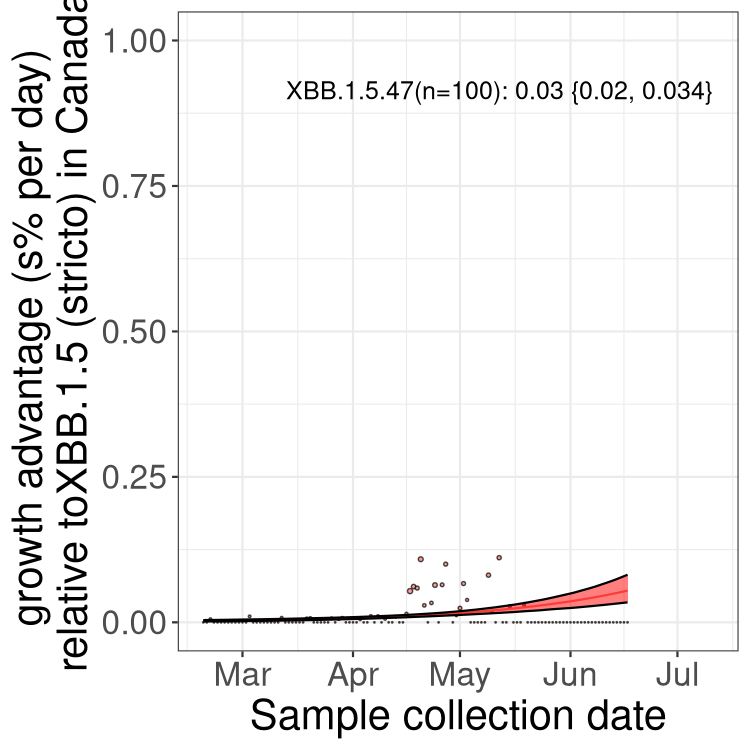 growth advantage (s% per day)
relative toXBB.1.5 (stricto) in Canada
1.00
0.75
0.50
0.25
0.00
XBB.1.5.47(n=100): 0.03 {0.02, 0.034}
Mar Apr May Jun Jul
Sample collection date